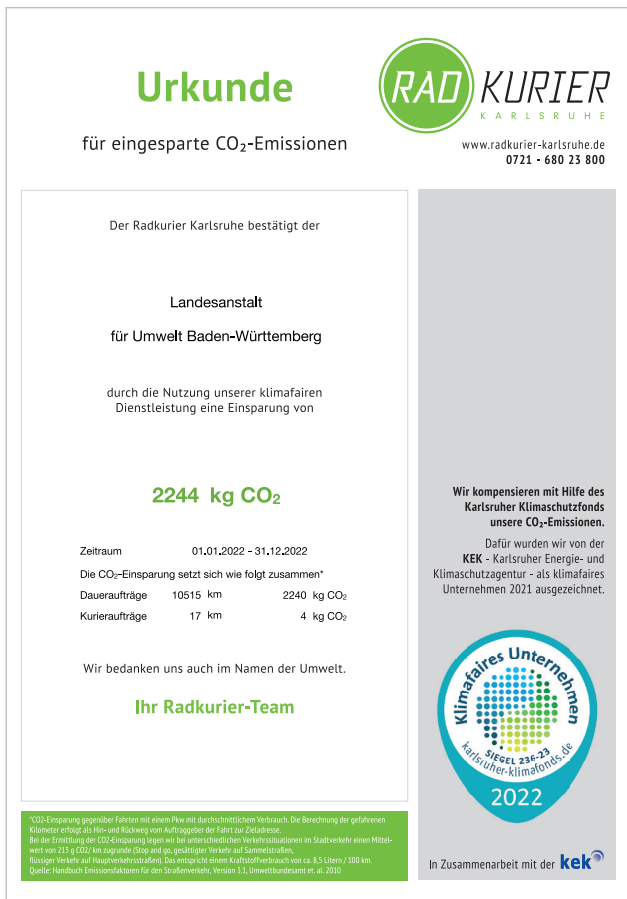 Urkunde
für eingesparte CO₂-Emissionen
RAD KURIER
KARLSRUHE
www.radkurier-karlsruhe.de
0721 - 680 23 800
Der Radkurier Karlsruhe bestätigt der
Landesanstalt
für Umwelt Baden-Württemberg
durch die Nutzung unserer klimafairen
Dienstleistung eine Einsparung von
2244 kg CO₂
Zeitraum 01.01.2022 - 31.12.2022
Die CO₂-Einsparung setzt sich wie folgt zusammen*
Daueraufträge 10515 km 2240 kg CO₂
Kurieraufträge 17 km 4 kg CO₂
Wir bedanken uns auch im Namen der Umwelt.
Ihr Radkurier-Team
*CO2-Einsparung gegenüber Fahrten mit einem Pkw mit durchschnittlichem Verbrauch. Die Berechnung der gefahrenen
Kilometer erfolgt als Hin- und Rückweg vom Auftraggeber der Fahrt zur Zieladresse.
Bei der Ermittlung der CO2-Einsparung legen wir bei unterschiedlichen Verkehrssituationen im Stadtverkehr einen Mittel-
wert von 213 g CO2/ km zugrunde (Stop and go, gesättigter Verkehr auf Sammelstraßen,
flüssiger Verkehr auf Hauptverkehrsstraßen). Das entspricht einem Kraftstoffverbrauch von ca. 8,5 Litern / 100 km.
Quelle: Handbuch Emissionsfaktoren für den Straßenverkehr, Version 3.1, Umweltbundesamt et. al. 2010
Wir kompensieren mit Hilfe des
Karlsruher Klimaschutzfonds
unsere CO₂-Emissionen.
Dafür wurden wir von der
KEK - Karlsruher Energie- und
Klimaschutzagentur - als klimafaires
Unternehmen 2021 ausgezeichnet.
Klimafaires Unternehmen
SIEGEL 236-23
karlsruher-klimafonds.de
2022
In Zusammenarbeit mit der kek